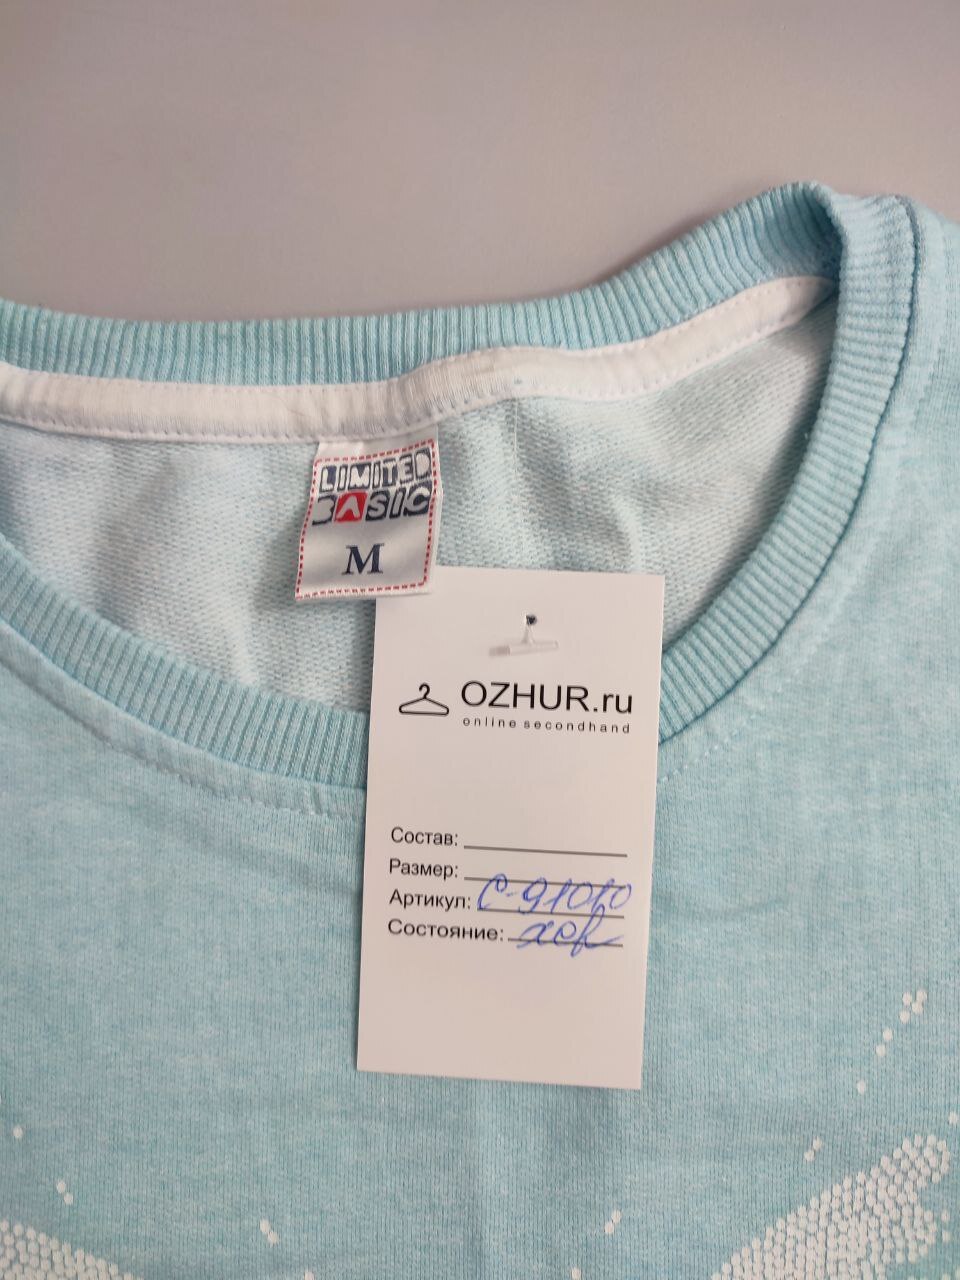 LIMITED
BASIC
M
OZHUR.ru
online secondhand
Состав:
Размер:
Артикул: С-91010
Состояние: хор